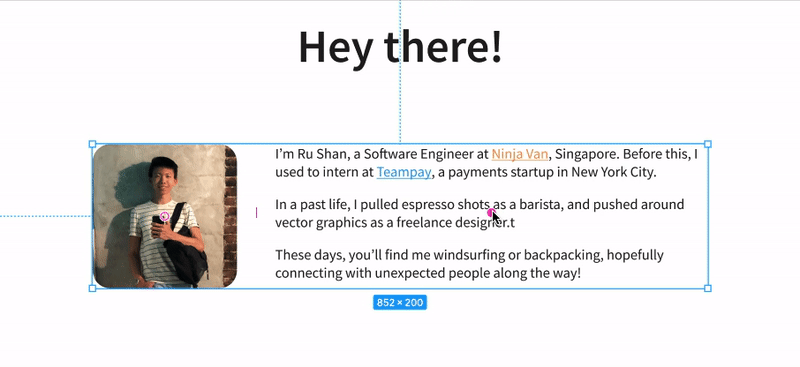 Hey there!
I'm Ru Shan, a Software Engineer at Ninja Van, Singapore. Before this, I
used to intern at Teampay, a payments startup in New York City.
In a past life, I pulled espresso shots as a barista, and pushed around
vector graphics as a freelance designer.t
These days, you'll find me windsurfing or backpacking, hopefully
connecting with unexpected people along the way!
852 × 200